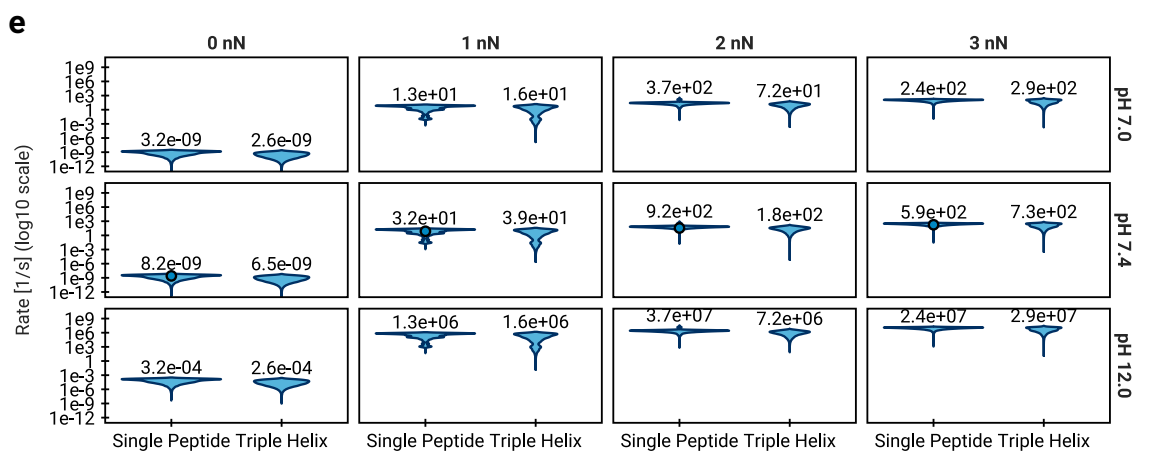 e
0 nN 1 nN 2 nN 3 nN
Rate [1/s] (log10 scale)
1e9
1e6
1e3
1
1e-3
1e-6
1e-9
1e-12
3.2e-09 2.6e-09
1.3e+01 1.6e+01
3.7e+02 7.2e+01
2.4e+02 2.9e+02
pH 7.0
1e9
1e6
1e3
1
1e-3
1e-6
1e-9
1e-12
8.2e-09 6.5e-09
3.2e+01 3.9e+01
9.2e+02 1.8e+02
5.9e+02 7.3e+02
pH 7.4
1e9
1e6
1e3
1
1e-3
1e-6
1e-9
1e-12
3.2e-04 2.6e-04
1.3e+06 1.6e+06
3.7e+07 7.2e+06
2.4e+07 2.9e+07
pH 12.0
Single Peptide Triple Helix Single Peptide Triple Helix Single Peptide Triple Helix Single Peptide Triple Helix